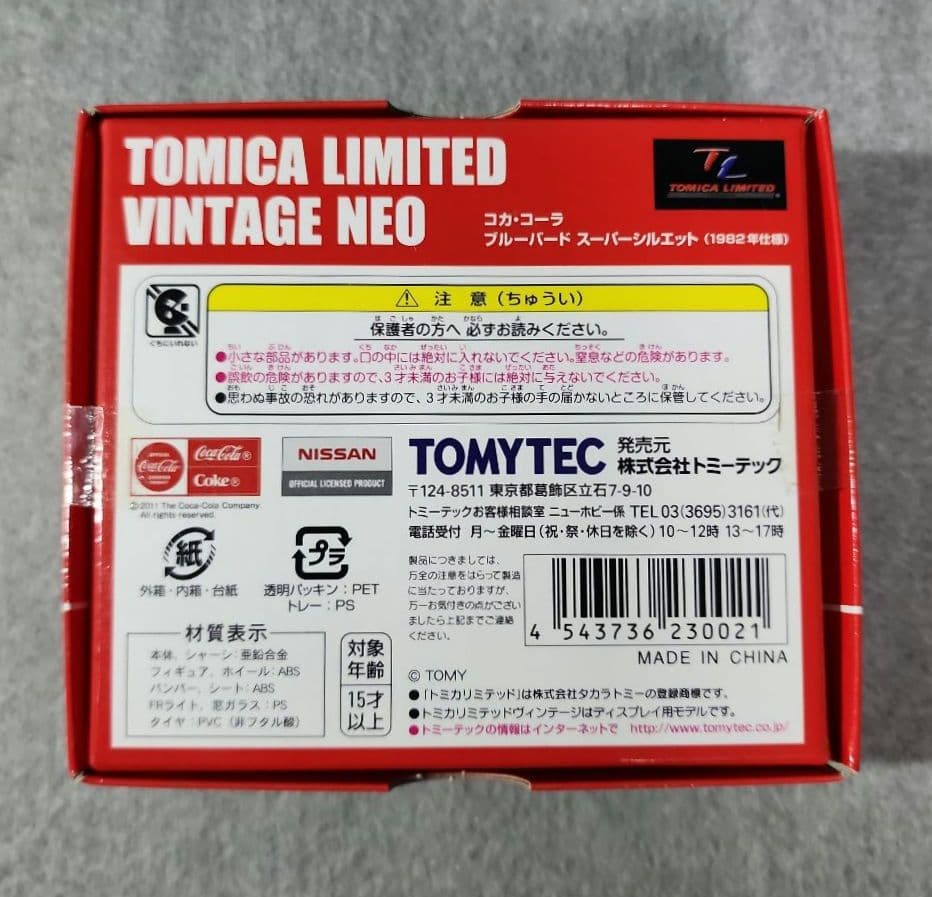 TOMICA LIMITED
VINTAGE NEO
TL
TOMICA LIMITED
コカ・コーラ
ブルーバード スーパーシルエット (1982年仕様)
くちにいれない
⚠ 注 意 (ちゅうい)
保護者の方へ 必ずお読みください。
●小さな部品があります。口の中には絶対に入れないでください。窒息などの危険があります。
●誤飲の危険がありますので、3才未満のお子様には絶対に与えないでください。
●思わぬ事故の恐れがありますので、3才未満のお子様の手の届かないところに保管してください。
Coca-Cola
Coca-Cola®
Coke®
©2011 The Coca-Cola Company.
All rights reserved.
NISSAN
OFFICIAL LICENSED PRODUCT
TOMYTEC 発売元
株式会社トミーテック
〒124-8511 東京都葛飾区立石7-9-10
トミーテックお客様相談室 ニューホビー係 TEL 03(3695)3161(代)
電話受付 月～金曜日(祝・祭・休日を除く) 10～12時 13～17時
紙
外箱・内箱・台紙
プラ
透明パッキン:PET
トレー:PS
製品につきましては、
万全の注意をはらって製造
に当たっておりますが、
万一お気付きの点がござい
ましたら上記までご連絡
ください。
4 543736 230021
MADE IN CHINA
材質表示
本体、シャーシ:亜鉛合金
フィギュア、ホイール:ABS
バンパー、シート:ABS
FRライト、窓ガラス:PS
タイヤ:PVC (非フタル酸)
対象
年齢
15才
以上
© TOMY
●「トミカリミテッド」は株式会社タカラトミーの登録商標です。
●トミカリミテッドヴィンテージはディスプレイ用モデルです。
●トミーテックの情報はインターネットで http://www.tomytec.co.jp/